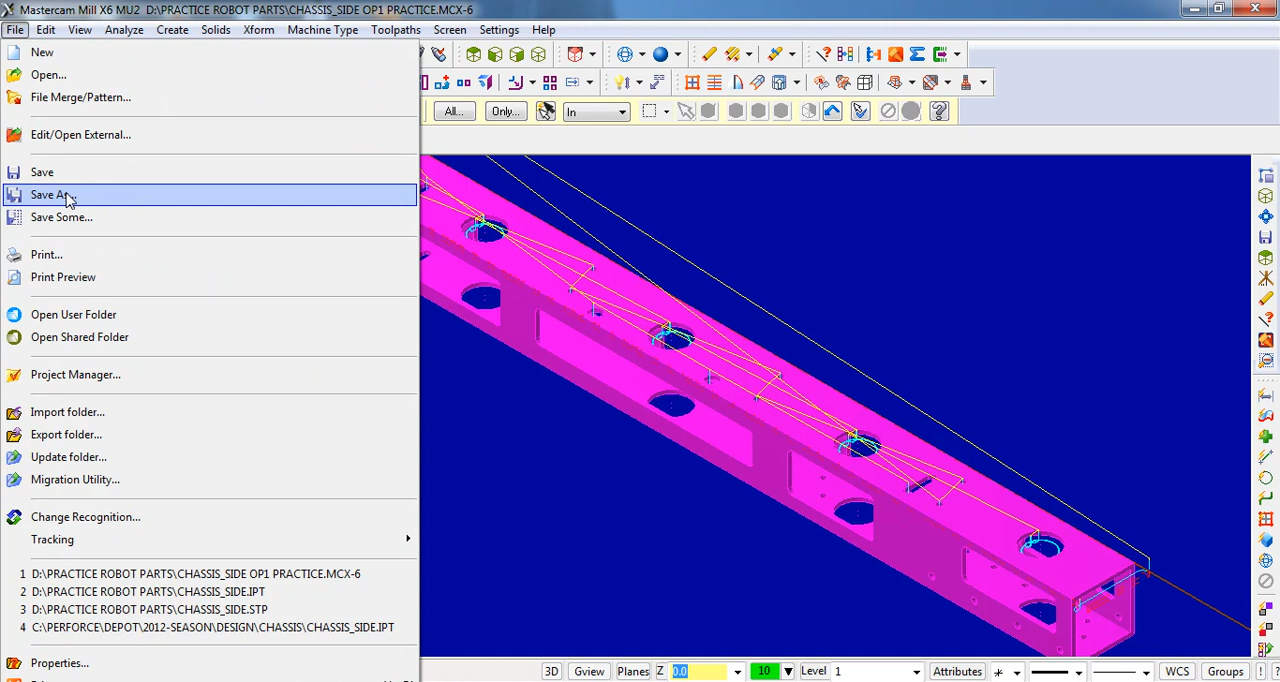 Mastercam Mill X6 MU2 D:\PRACTICE ROBOT PARTS\CHASSIS_SIDE OP1 PRACTICE.MCX-6
File Edit View Analyze Create Solids Xform Machine Type Toolpaths Screen Settings Help
New
Open...
File Merge/Pattern...
All... Only... In
Edit/Open External...
Save
Save As
Save Some...
Print...
Print Preview
Open User Folder
Open Shared Folder
Project Manager...
Import folder...
Export folder...
Update folder...
Migration Utility...
Change Recognition...
Tracking
1 D:\PRACTICE ROBOT PARTS\CHASSIS_SIDE OP1 PRACTICE.MCX-6
2 D:\PRACTICE ROBOT PARTS\CHASSIS_SIDE.IPT
3 D:\PRACTICE ROBOT PARTS\CHASSIS_SIDE.STP
4 C:\PERFORCE\DEPOT\2012-SEASON\DESIGN\CHASSIS\CHASSIS_SIDE.IPT
Properties...
3D Gview Planes Z 0.0 10 Level 1 Attributes WCS Groups ! ?